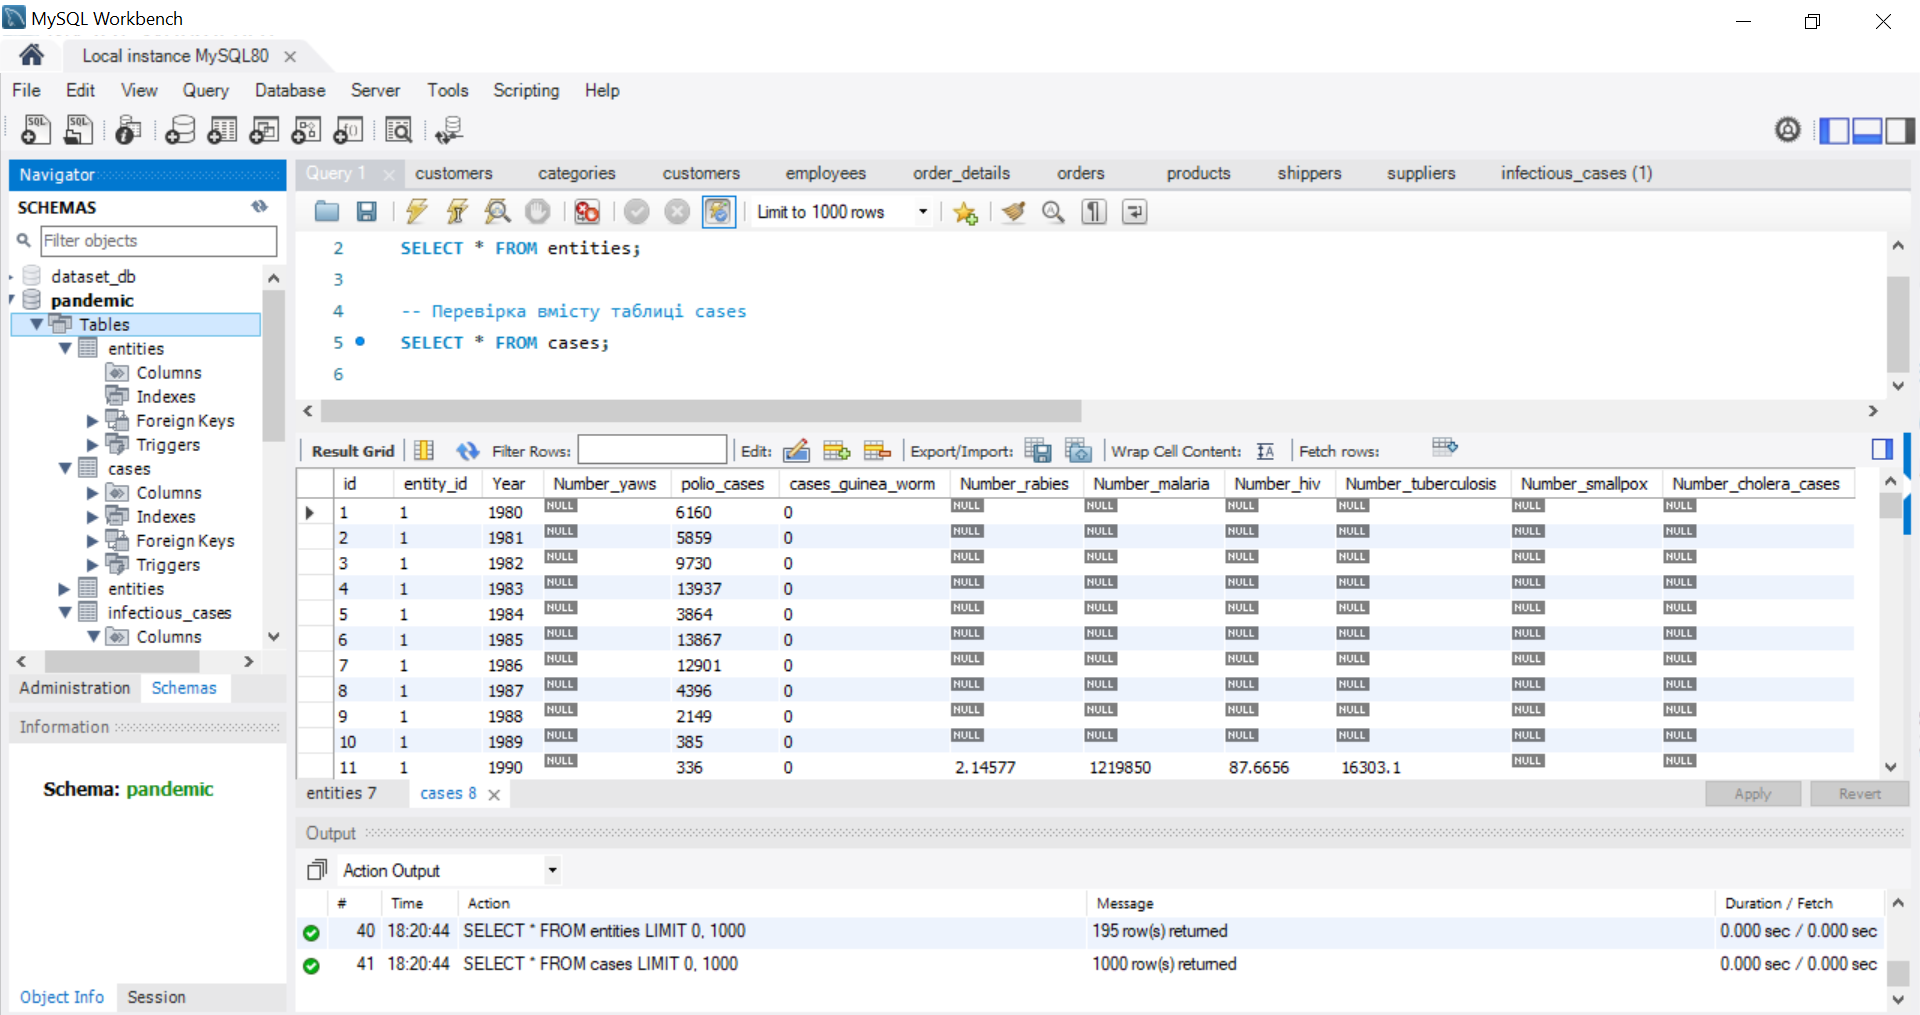 MySQL Workbench
Local instance MySQL80
File Edit View Query Database Server Tools Scripting Help
Navigator
SCHEMAS
Filter objects
dataset_db
pandemic
Tables
entities
Columns
Indexes
Foreign Keys
Triggers
cases
Columns
Indexes
Foreign Keys
Triggers
entities
infectious_cases
Columns
Administration Schemas
Information
Schema: pandemic
Object Info Session
Query 1 customers categories customers employees order_details orders products shippers suppliers infectious_cases (1)
Limit to 1000 rows
2 SELECT * FROM entities;
3
4 -- Перевірка вмісту таблиці cases
5 SELECT * FROM cases;
6
Result Grid Filter Rows: Edit: Export/Import: Wrap Cell Content: Fetch rows:
id entity_id Year Number_yaws polio_cases cases_guinea_worm Number_rabies Number_malaria Number_hiv Number_tuberculosis Number_smallpox Number_cholera_cases
1 1 1980 NULL 6160 0 NULL NULL NULL NULL NULL NULL
2 1 1981 NULL 5859 0 NULL NULL NULL NULL NULL NULL
3 1 1982 NULL 9730 0 NULL NULL NULL NULL NULL NULL
4 1 1983 NULL 13937 0 NULL NULL NULL NULL NULL NULL
5 1 1984 NULL 3864 0 NULL NULL NULL NULL NULL NULL
6 1 1985 NULL 13867 0 NULL NULL NULL NULL NULL NULL
7 1 1986 NULL 12901 0 NULL NULL NULL NULL NULL NULL
8 1 1987 NULL 4396 0 NULL NULL NULL NULL NULL NULL
9 1 1988 NULL 2149 0 NULL NULL NULL NULL NULL NULL
10 1 1989 NULL 385 0 NULL NULL NULL NULL NULL NULL
11 1 1990 NULL 336 0 2.14577 1219850 87.6656 16303.1 NULL NULL
entities 7 cases 8 Apply Revert
Output
Action Output
# Time Action Message Duration / Fetch
40 18:20:44 SELECT * FROM entities LIMIT 0, 1000 195 row(s) returned 0.000 sec / 0.000 sec
41 18:20:44 SELECT * FROM cases LIMIT 0, 1000 1000 row(s) returned 0.000 sec / 0.000 sec